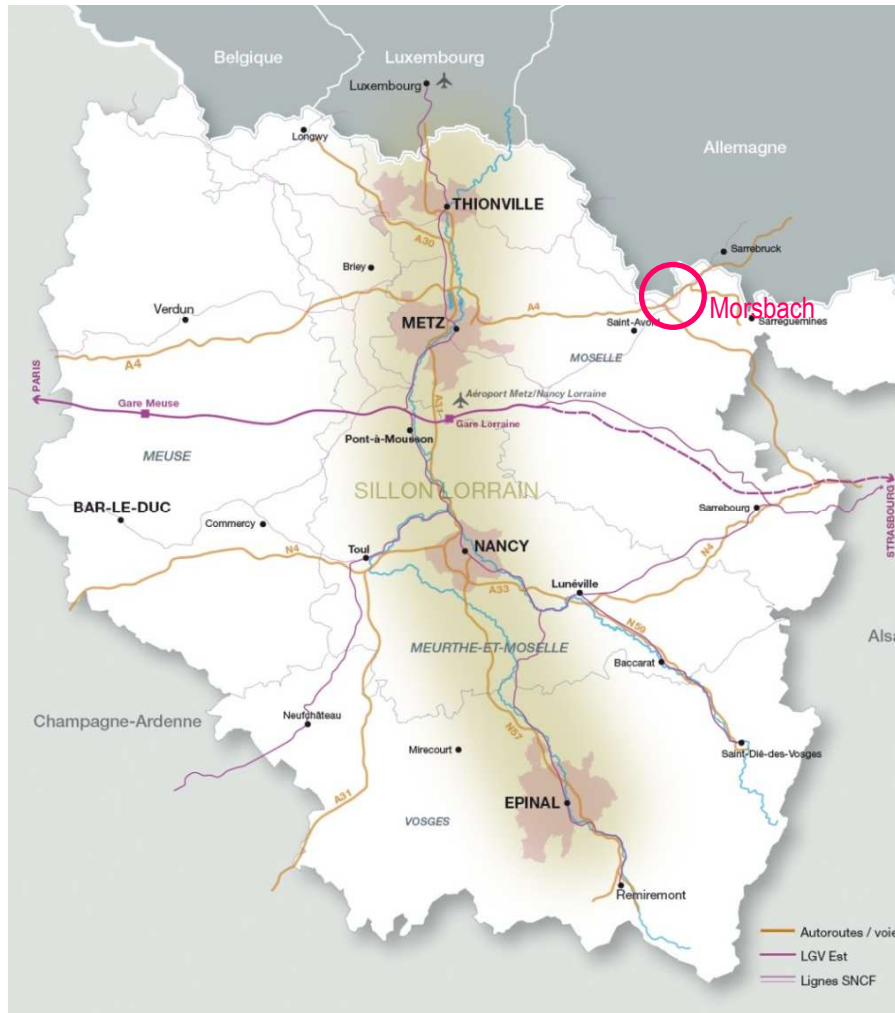 Belgique
Luxembourg
Luxembourg
Longwy
Allemagne
THIONVILLE
A30
Sarrebruck
Briey
Verdun
METZ
A4
Morsbach
Saint-Avold
Sarreguemines
A4
MOSELLE
PARIS
Gare Meuse
A31
Aéroport Metz/Nancy Lorraine
Gare Lorraine
Pont-à-Mousson
MEUSE
STRASBOURG
SILLON LORRAIN
BAR-LE-DUC
Commercy
Sarrebourg
N4
Toul
NANCY
N4
A33
Lunéville
N59
MEURTHE-ET-MOSELLE
Alsa
Baccarat
Champagne-Ardenne
Neufchâteau
N57
Mirecourt
Saint-Dié-des-Vosges
A31
EPINAL
VOSGES
Remiremont
Autoroutes / voie
LGV Est
Lignes SNCF